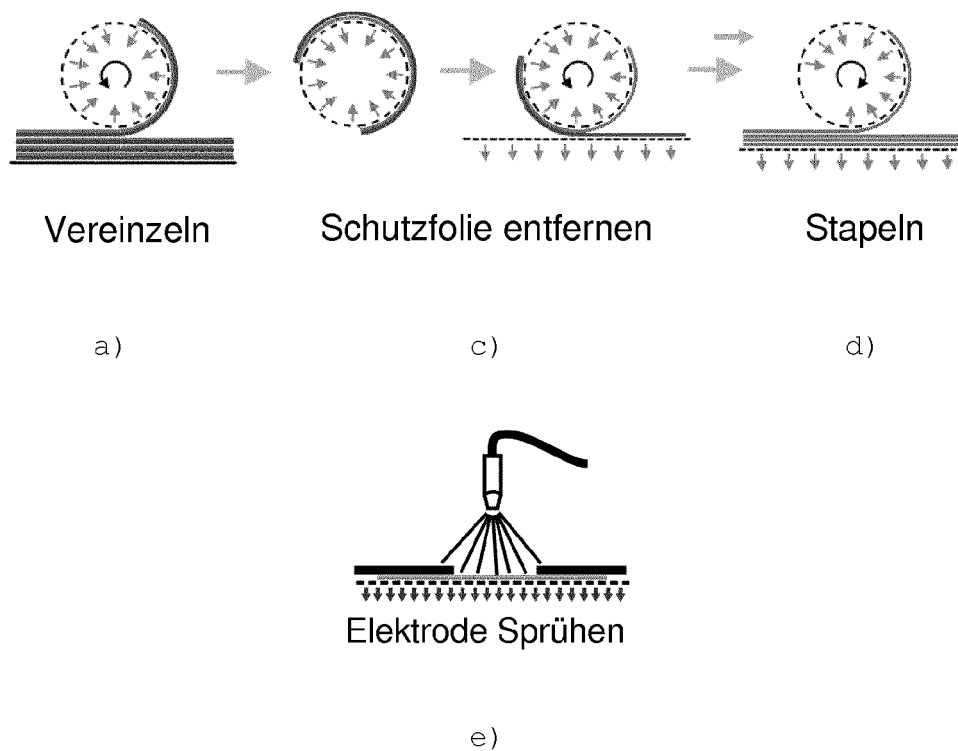 Vereinzeln
Schutzfolie entfernen
Stapeln
a)
c)
d)
Elektrode Sprühen
e)